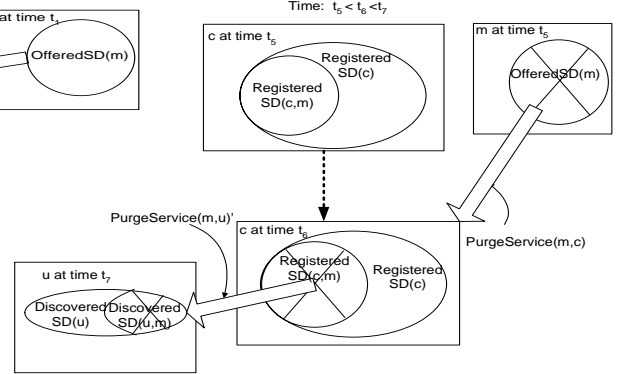 Time: t5 < t6 <t7
at time t1
OfferedSD(m)
c at time t5
Registered
SD(c)
Registered
SD(c,m)
m at time t5
OfferedSD(m)
PurgeService(m,c)
PurgeService(m,u)'
c at time t6
Registered
SD(c,m)
Registered
SD(c)
u at time t7
Discovered
SD(u)
Discovered
SD(u,m)